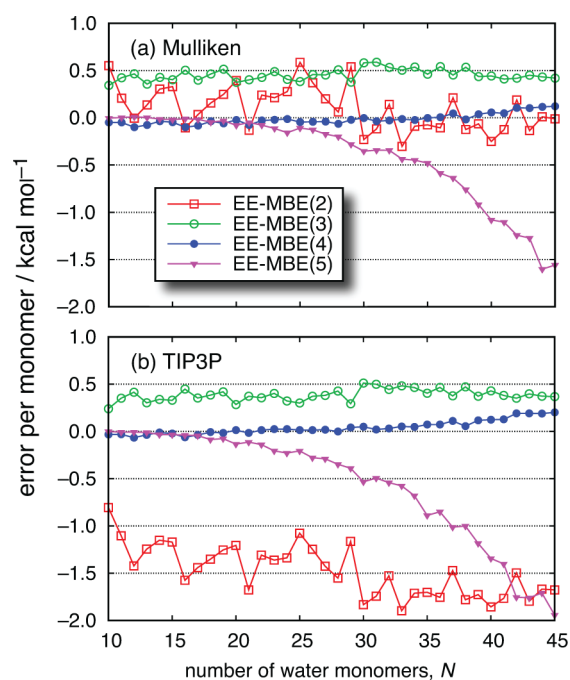 (a) Mulliken
1.0
0.5
0.0
−0.5
−1.0
−1.5
−2.0
EE-MBE(2)
EE-MBE(3)
EE-MBE(4)
EE-MBE(5)
error per monomer / kcal mol⁻¹
(b) TIP3P
1.0
0.5
0.0
−0.5
−1.0
−1.5
−2.0
10 15 20 25 30 35 40 45
number of water monomers, N